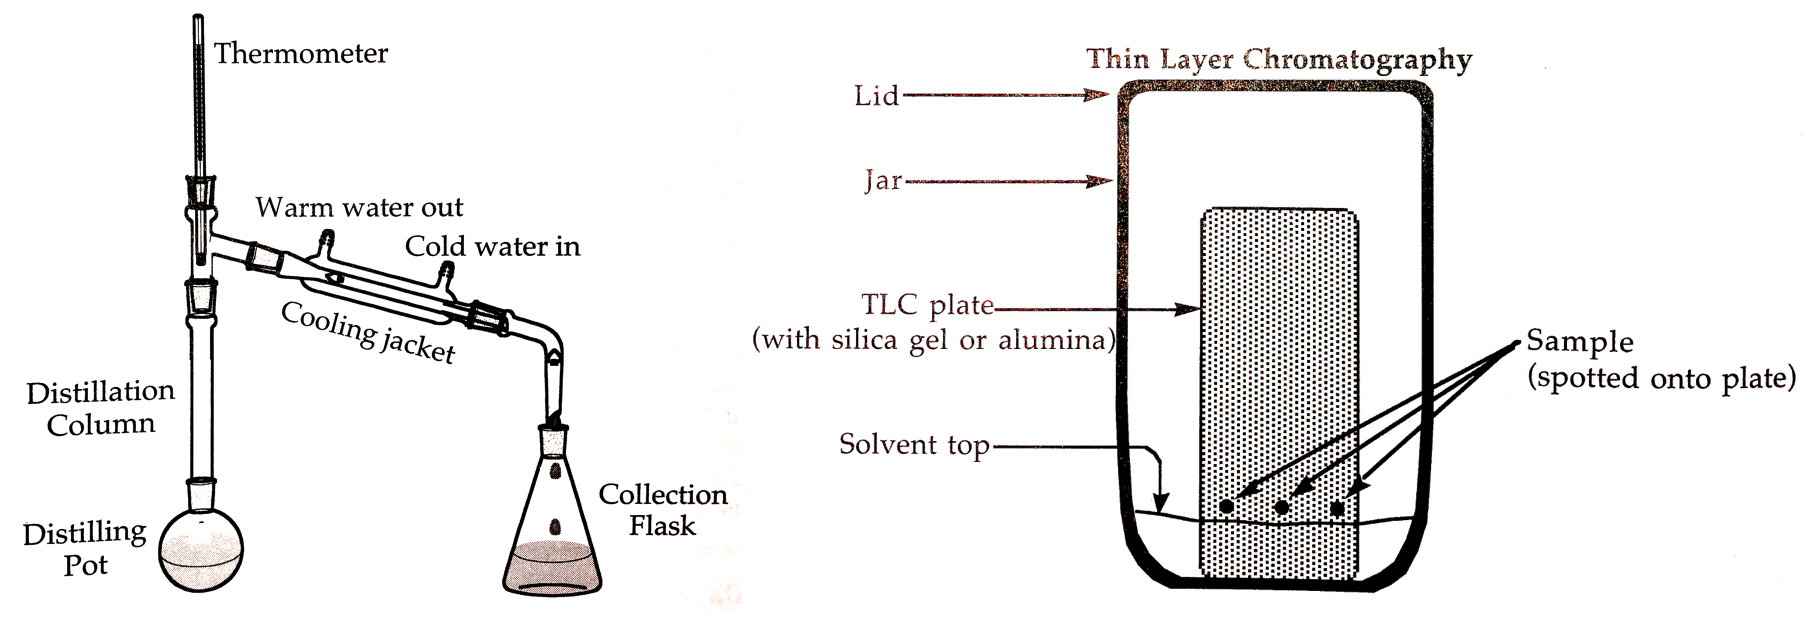 Thermometer
Warm water out
Cold water in
Cooling jacket
Distillation
Column
Distilling
Pot
Collection
Flask
Thin Layer Chromatography
Lid
Jar
TLC plate
(with silica gel or alumina)
Solvent top
Sample
(spotted onto plate)